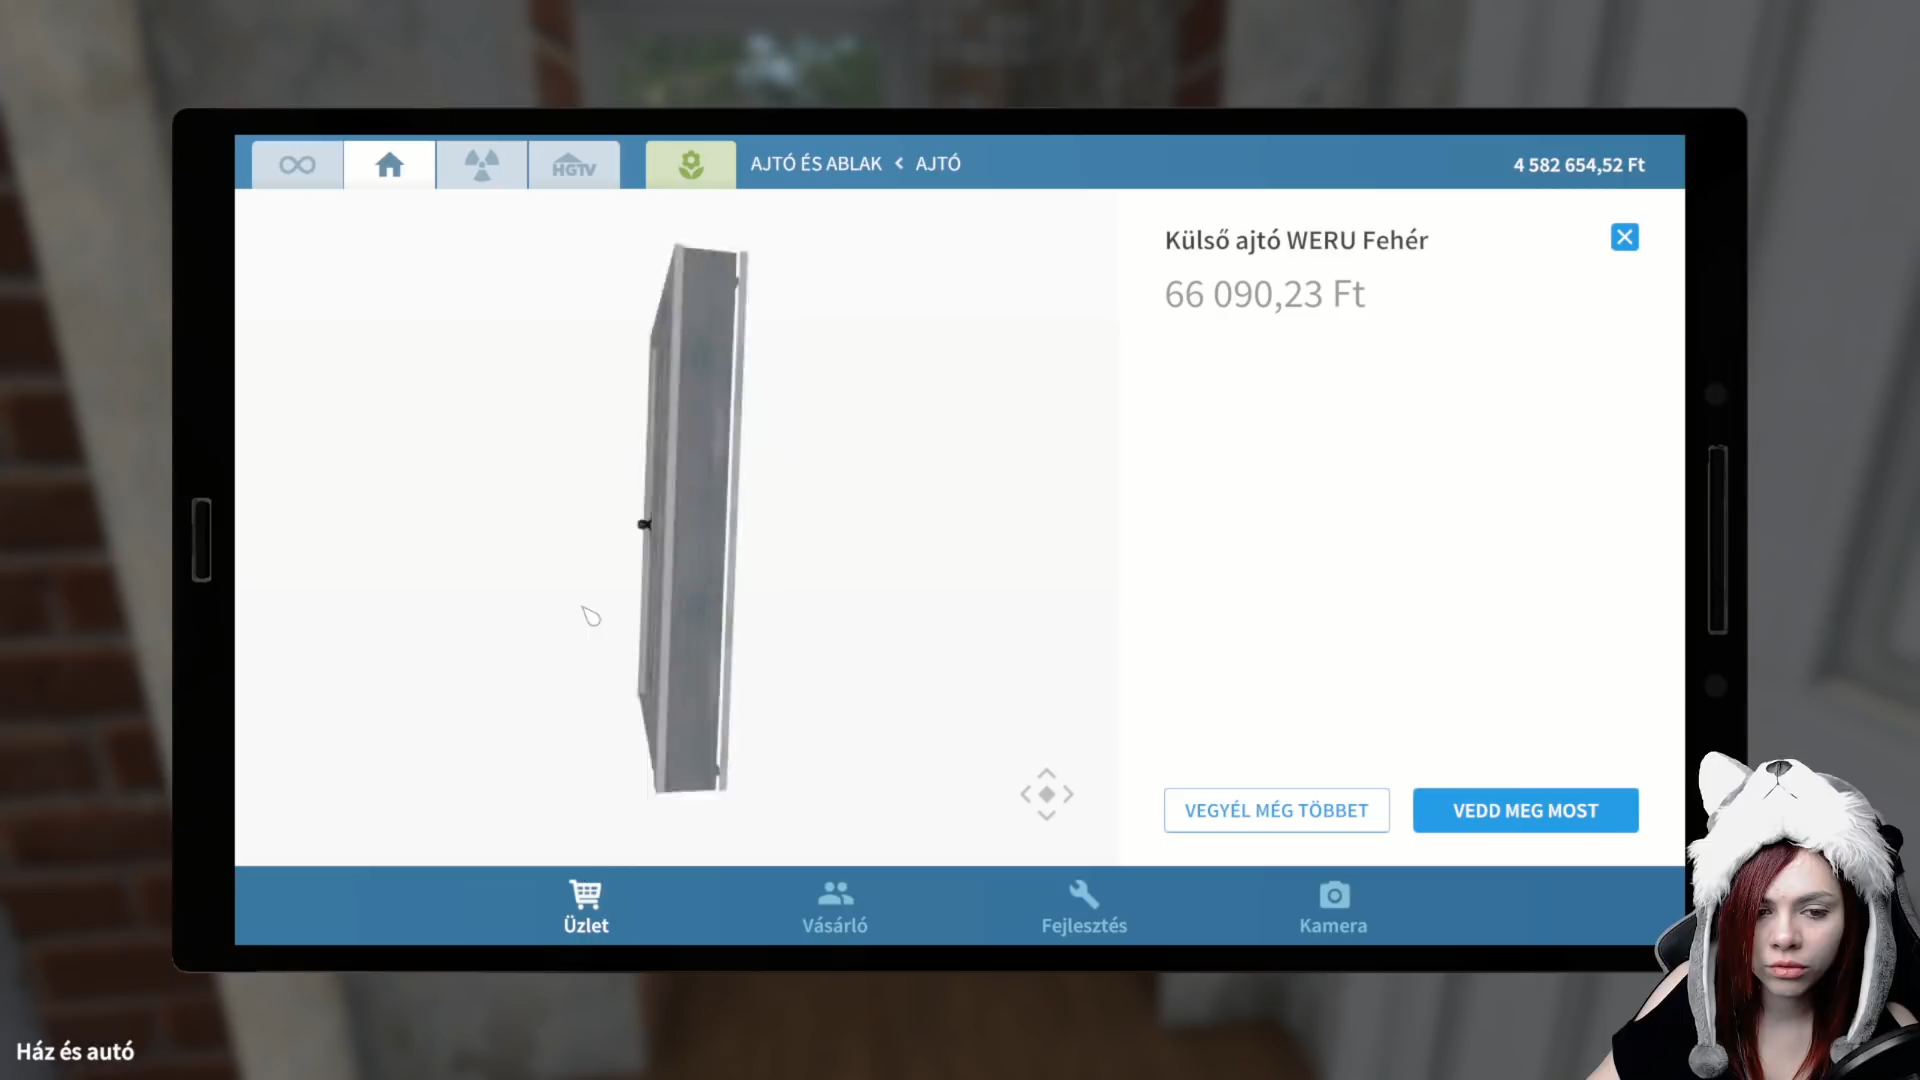 HGTV
AJTÓ ÉS ABLAK < AJTÓ
4 582 654,52 Ft
Külső ajtó WERU Fehér
66 090,23 Ft
VEGYÉL MÉG TÖBBET
VEDD MEG MOST
Üzlet
Vásárló
Fejlesztés
Kamera
Ház és autó